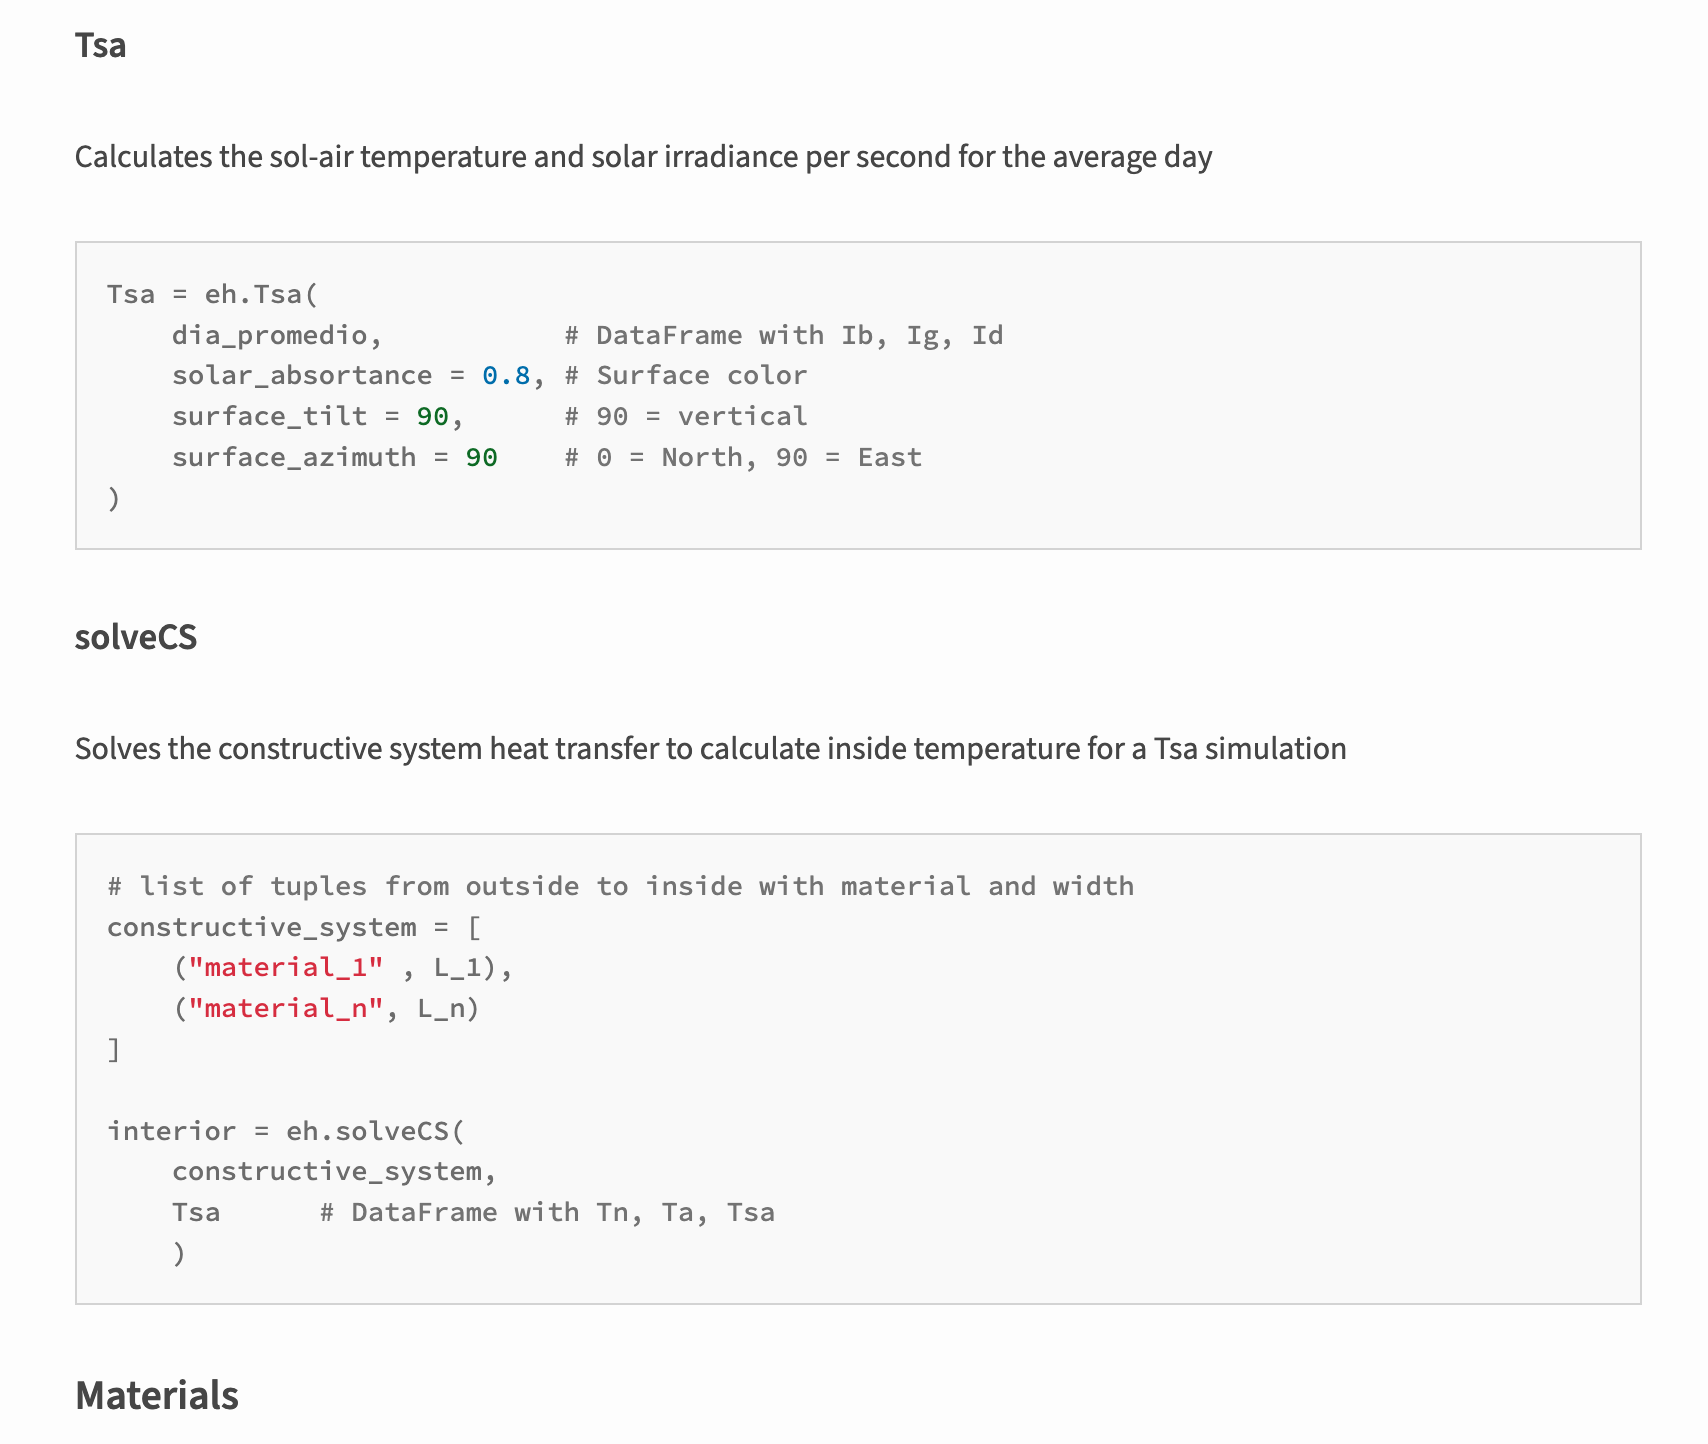 Tsa
Calculates the sol-air temperature and solar irradiance per second for the average day
Tsa = eh.Tsa(
    dia_promedio,           # DataFrame with Ib, Ig, Id
    solar_absortance = 0.8, # Surface color
    surface_tilt = 90,      # 90 = vertical
    surface_azimuth = 90    # 0 = North, 90 = East
)
solveCS
Solves the constructive system heat transfer to calculate inside temperature for a Tsa simulation
# list of tuples from outside to inside with material and width
constructive_system = [
    ("material_1" , L_1),
    ("material_n", L_n)
]
interior = eh.solveCS(
    constructive_system,
    Tsa      # DataFrame with Tn, Ta, Tsa
    )
Materials